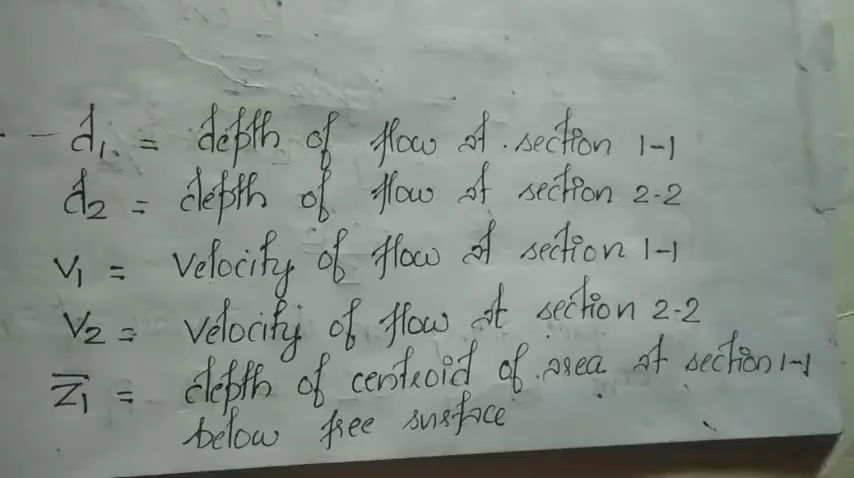 d₁ = depth of flow at section 1-1
d₂ = depth of flow at section 2-2
V₁ = Velocity of flow at section 1-1
V₂ = Velocity of flow at section 2-2
Z̅₁ = depth of centroid of area at section 1-1
below free surface